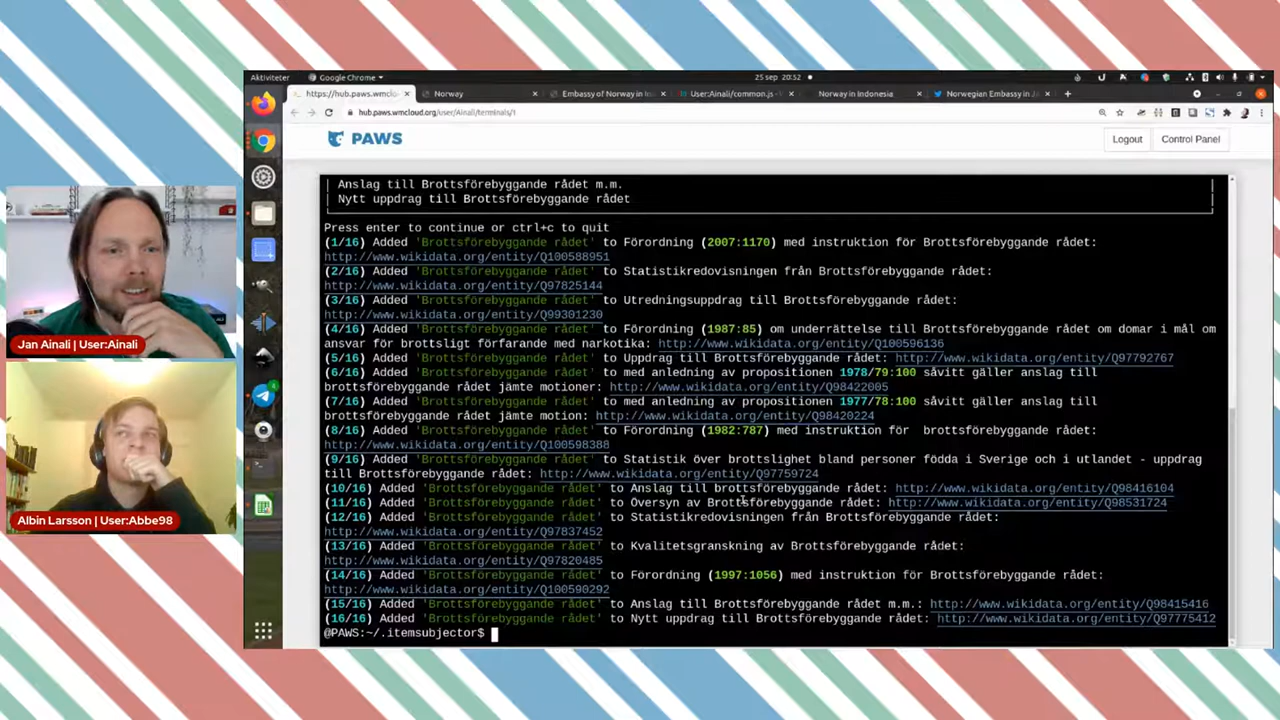 Aktiviteter
Google Chrome
25 sep 20:52
https://hub.paws.wmclo
Norway
Embassy of Norway in
User:Ainali/common.js -
Norway in Indonesia
Norwegian Embassy in
hub.paws.wmcloud.org/user/Ainali/terminals/1
PAWS
Logout
Control Panel
| Anslag till Brottsförebyggande rådet m.m.
| Nytt uppdrag till Brottsförebyggande rådet
Press enter to continue or ctrl+c to quit
(1/16) Added 'Brottsförebyggande rådet' to Förordning (2007:1170) med instruktion för Brottsförebyggande rådet:
http://www.wikidata.org/entity/Q100588951
(2/16) Added 'Brottsförebyggande rådet' to Statistikredovisningen från Brottsförebyggande rådet:
http://www.wikidata.org/entity/Q97825144
(3/16) Added 'Brottsförebyggande rådet' to Utredningsuppdrag till Brottsförebyggande rådet:
http://www.wikidata.org/entity/Q99301230
(4/16) Added 'Brottsförebyggande rådet' to Förordning (1987:85) om underrättelse till Brottsförebyggande rådet om domar i mål om
ansvar för brottsligt förfarande med narkotika: http://www.wikidata.org/entity/Q100596136
(5/16) Added 'Brottsförebyggande rådet' to Uppdrag till Brottsförebyggande rådet: http://www.wikidata.org/entity/Q97792767
(6/16) Added 'Brottsförebyggande rådet' to med anledning av propositionen 1978/79:100 såvitt gäller anslag till
brottsförebyggande rådet jämte motioner: http://www.wikidata.org/entity/Q98422005
(7/16) Added 'Brottsförebyggande rådet' to med anledning av propositionen 1977/78:100 såvitt gäller anslag till
brottsförebyggande rådet jämte motion: http://www.wikidata.org/entity/Q98420224
(8/16) Added 'Brottsförebyggande rådet' to Förordning (1982:787) med instruktion för brottsförebyggande rådet:
http://www.wikidata.org/entity/Q100598388
(9/16) Added 'Brottsförebyggande rådet' to Statistik över brottslighet bland personer födda i Sverige och i utlandet - uppdrag
till Brottsförebyggande rådet: http://www.wikidata.org/entity/Q97759724
(10/16) Added 'Brottsförebyggande rådet' to Anslag till brottsförebyggande rådet: http://www.wikidata.org/entity/Q98416104
(11/16) Added 'Brottsförebyggande rådet' to Översyn av Brottsförebyggande rådet: http://www.wikidata.org/entity/Q98531724
(12/16) Added 'Brottsförebyggande rådet' to Statistikredovisningen från Brottsförebyggande rådet:
http://www.wikidata.org/entity/Q97837452
(13/16) Added 'Brottsförebyggande rådet' to Kvalitetsgranskning av Brottsförebyggande rådet:
http://www.wikidata.org/entity/Q97820485
(14/16) Added 'Brottsförebyggande rådet' to Förordning (1997:1056) med instruktion för Brottsförebyggande rådet:
http://www.wikidata.org/entity/Q100590292
(15/16) Added 'Brottsförebyggande rådet' to Anslag till Brottsförebyggande rådet m.m.: http://www.wikidata.org/entity/Q98415416
(16/16) Added 'Brottsförebyggande rådet' to Nytt uppdrag till Brottsförebyggande rådet: http://www.wikidata.org/entity/Q97775412
@PAWS:~/.itemsubjector$
Jan Ainali | User:Ainali
Albin Larsson | User:Abbe98